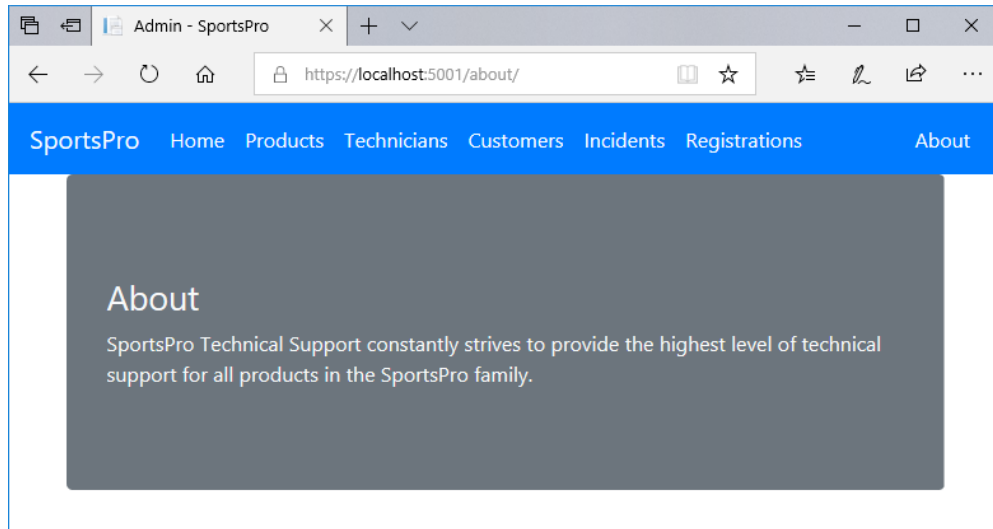 Admin - SportsPro
https://localhost:5001/about/
SportsPro Home Products Technicians Customers Incidents Registrations About
About
SportsPro Technical Support constantly strives to provide the highest level of technical
support for all products in the SportsPro family.